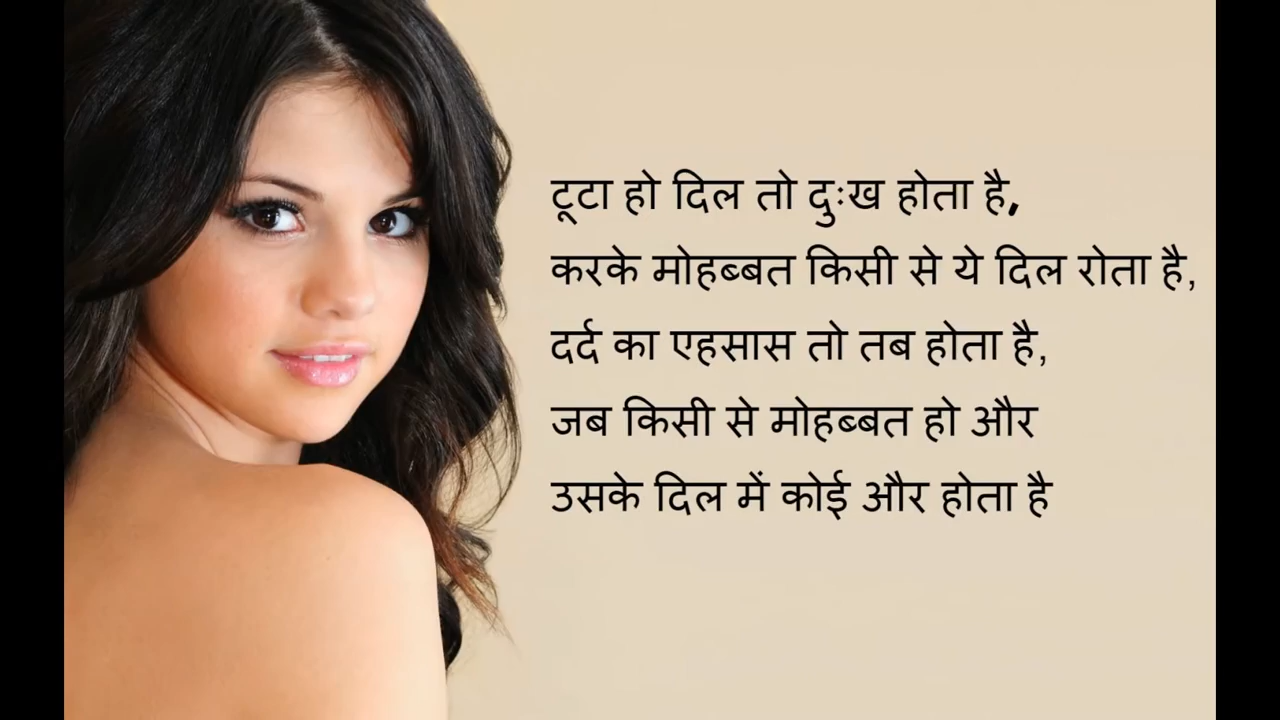 टूटा हो दिल तो दुःख होता है,
करके मोहब्बत किसी से ये दिल रोता है,
दर्द का एहसास तो तब होता है,
जब किसी से मोहब्बत हो और
उसके दिल में कोई और होता है